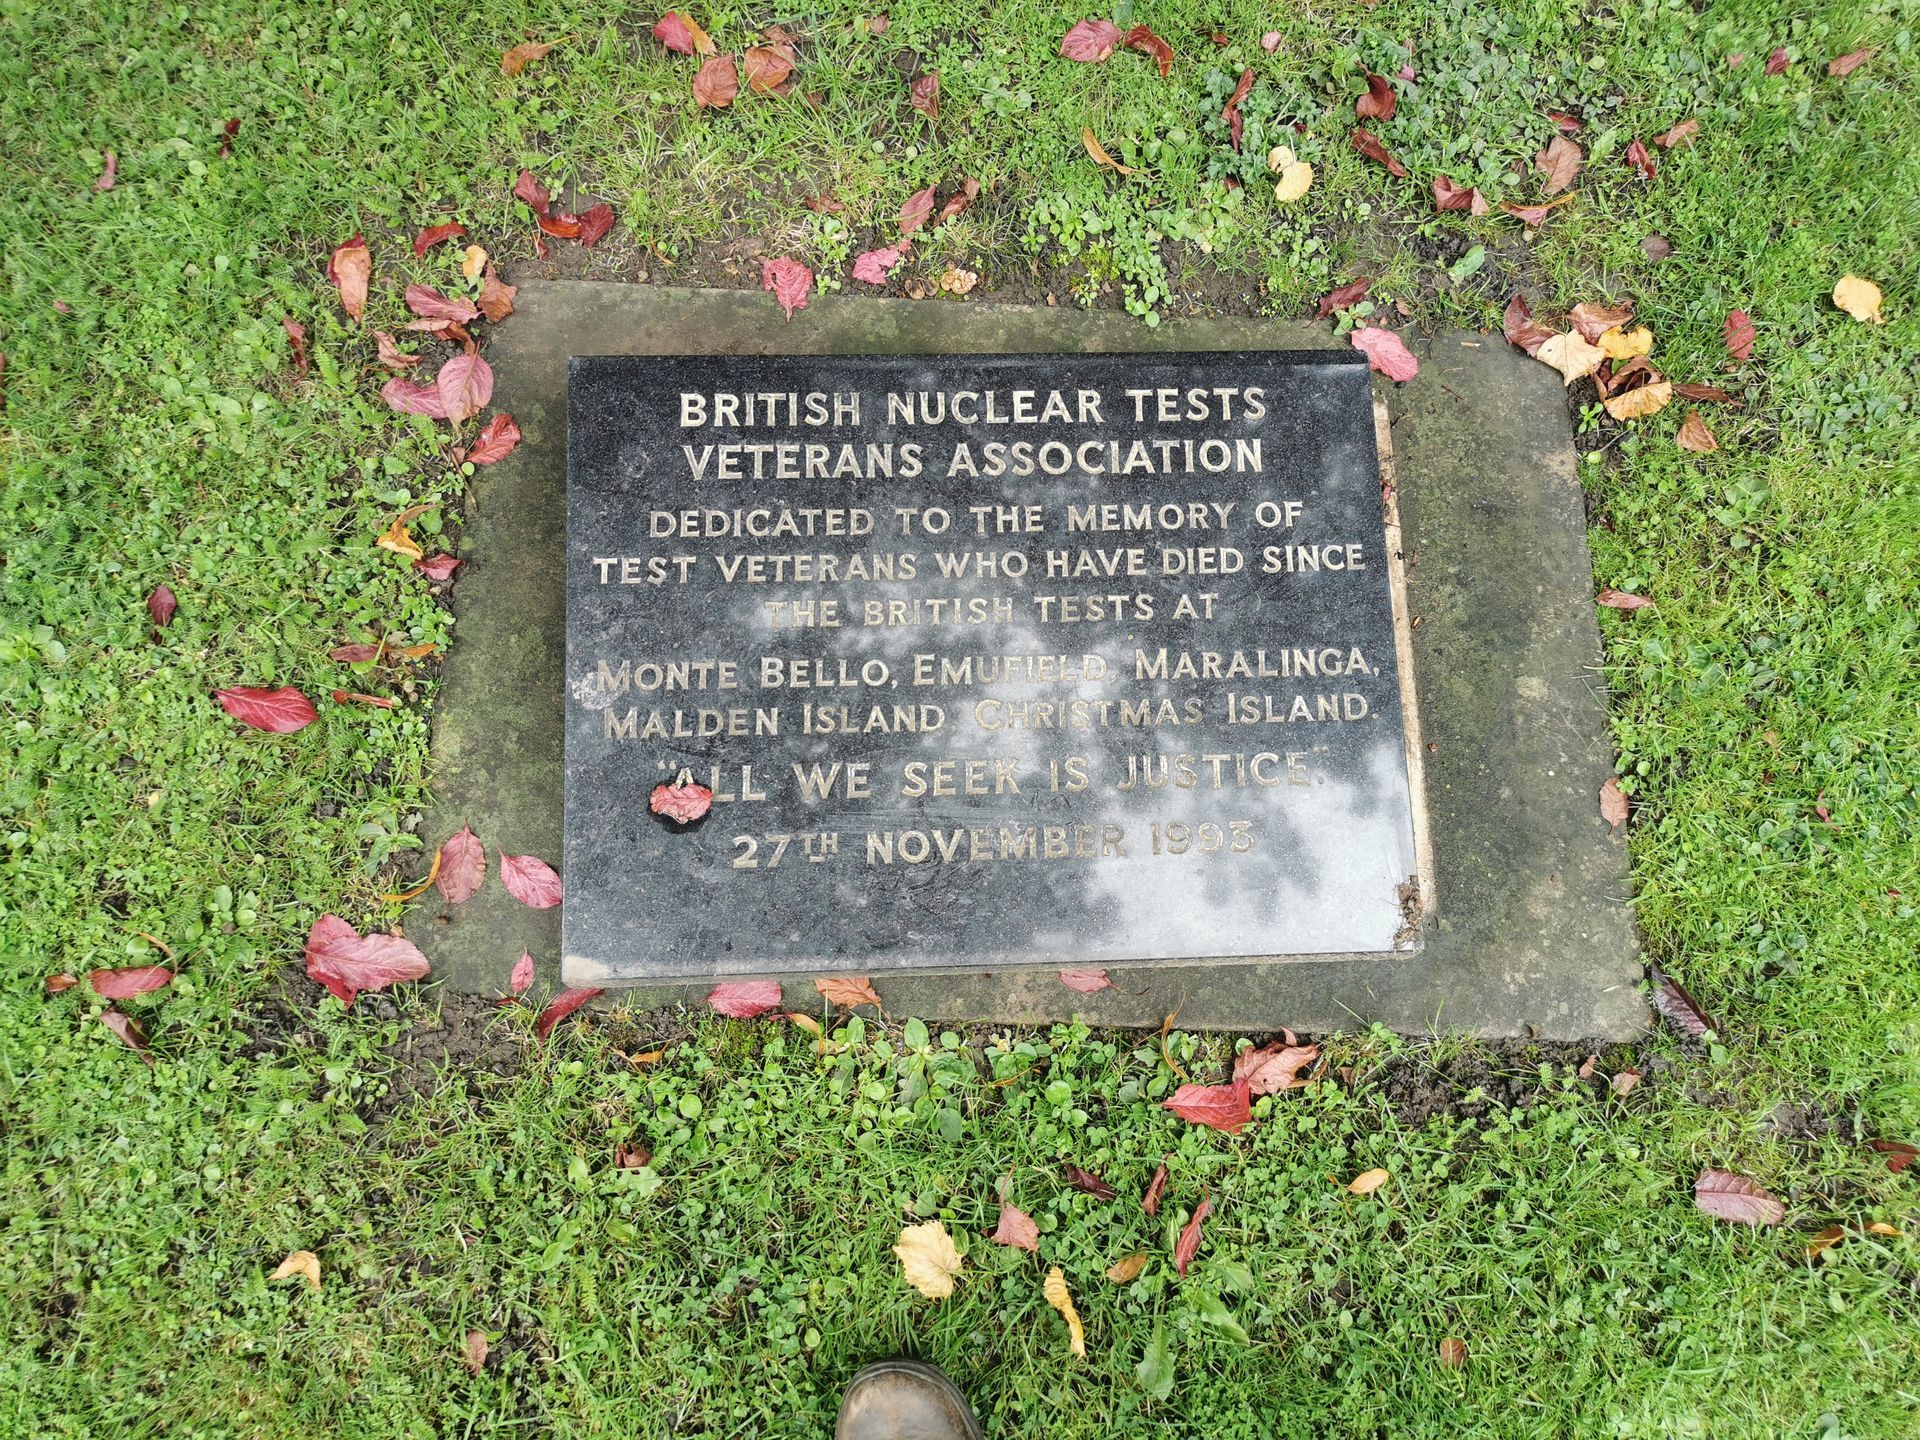 BRITISH NUCLEAR TESTS
VETERANS ASSOCIATION
DEDICATED TO THE MEMORY OF
TEST VETERANS WHO HAVE DIED SINCE
THE BRITISH TESTS AT
MONTE BELLO, EMUFIELD, MARALINGA,
MALDEN ISLAND, CHRISTMAS ISLAND.
"ALL WE SEEK IS JUSTICE."
27TH NOVEMBER 1993